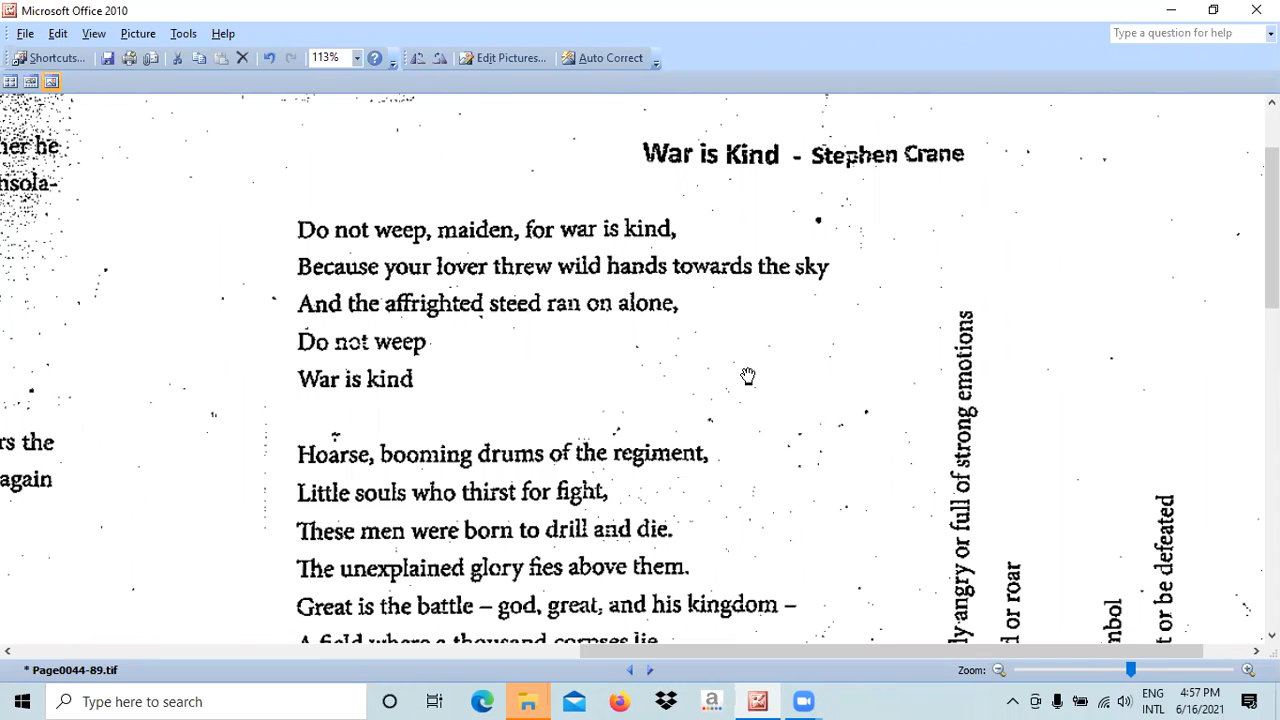 Microsoft Office 2010
File Edit View Picture Tools Help
Type a question for help
Shortcuts... 113% Edit Pictures... Auto Correct
War is Kind - Stephen Crane
her he
nsola-
Do not weep, maiden, for war is kind,
Because your lover threw wild hands towards the sky
And the affrighted steed ran on alone,
Do not weep
War is kind
rs the
again
Hoarse, booming drums of the regiment,
Little souls who thirst for fight,
These men were born to drill and die.
The unexplained glory fies above them.
Great is the battle – god, great, and his kingdom –
A field where a thousand corpses lie
ly angry or full of strong emotions
d or roar
mbol
t or be defeated
* Page0044-89.tif
Zoom:
Type here to search
ENG
INTL
4:57 PM
6/16/2021